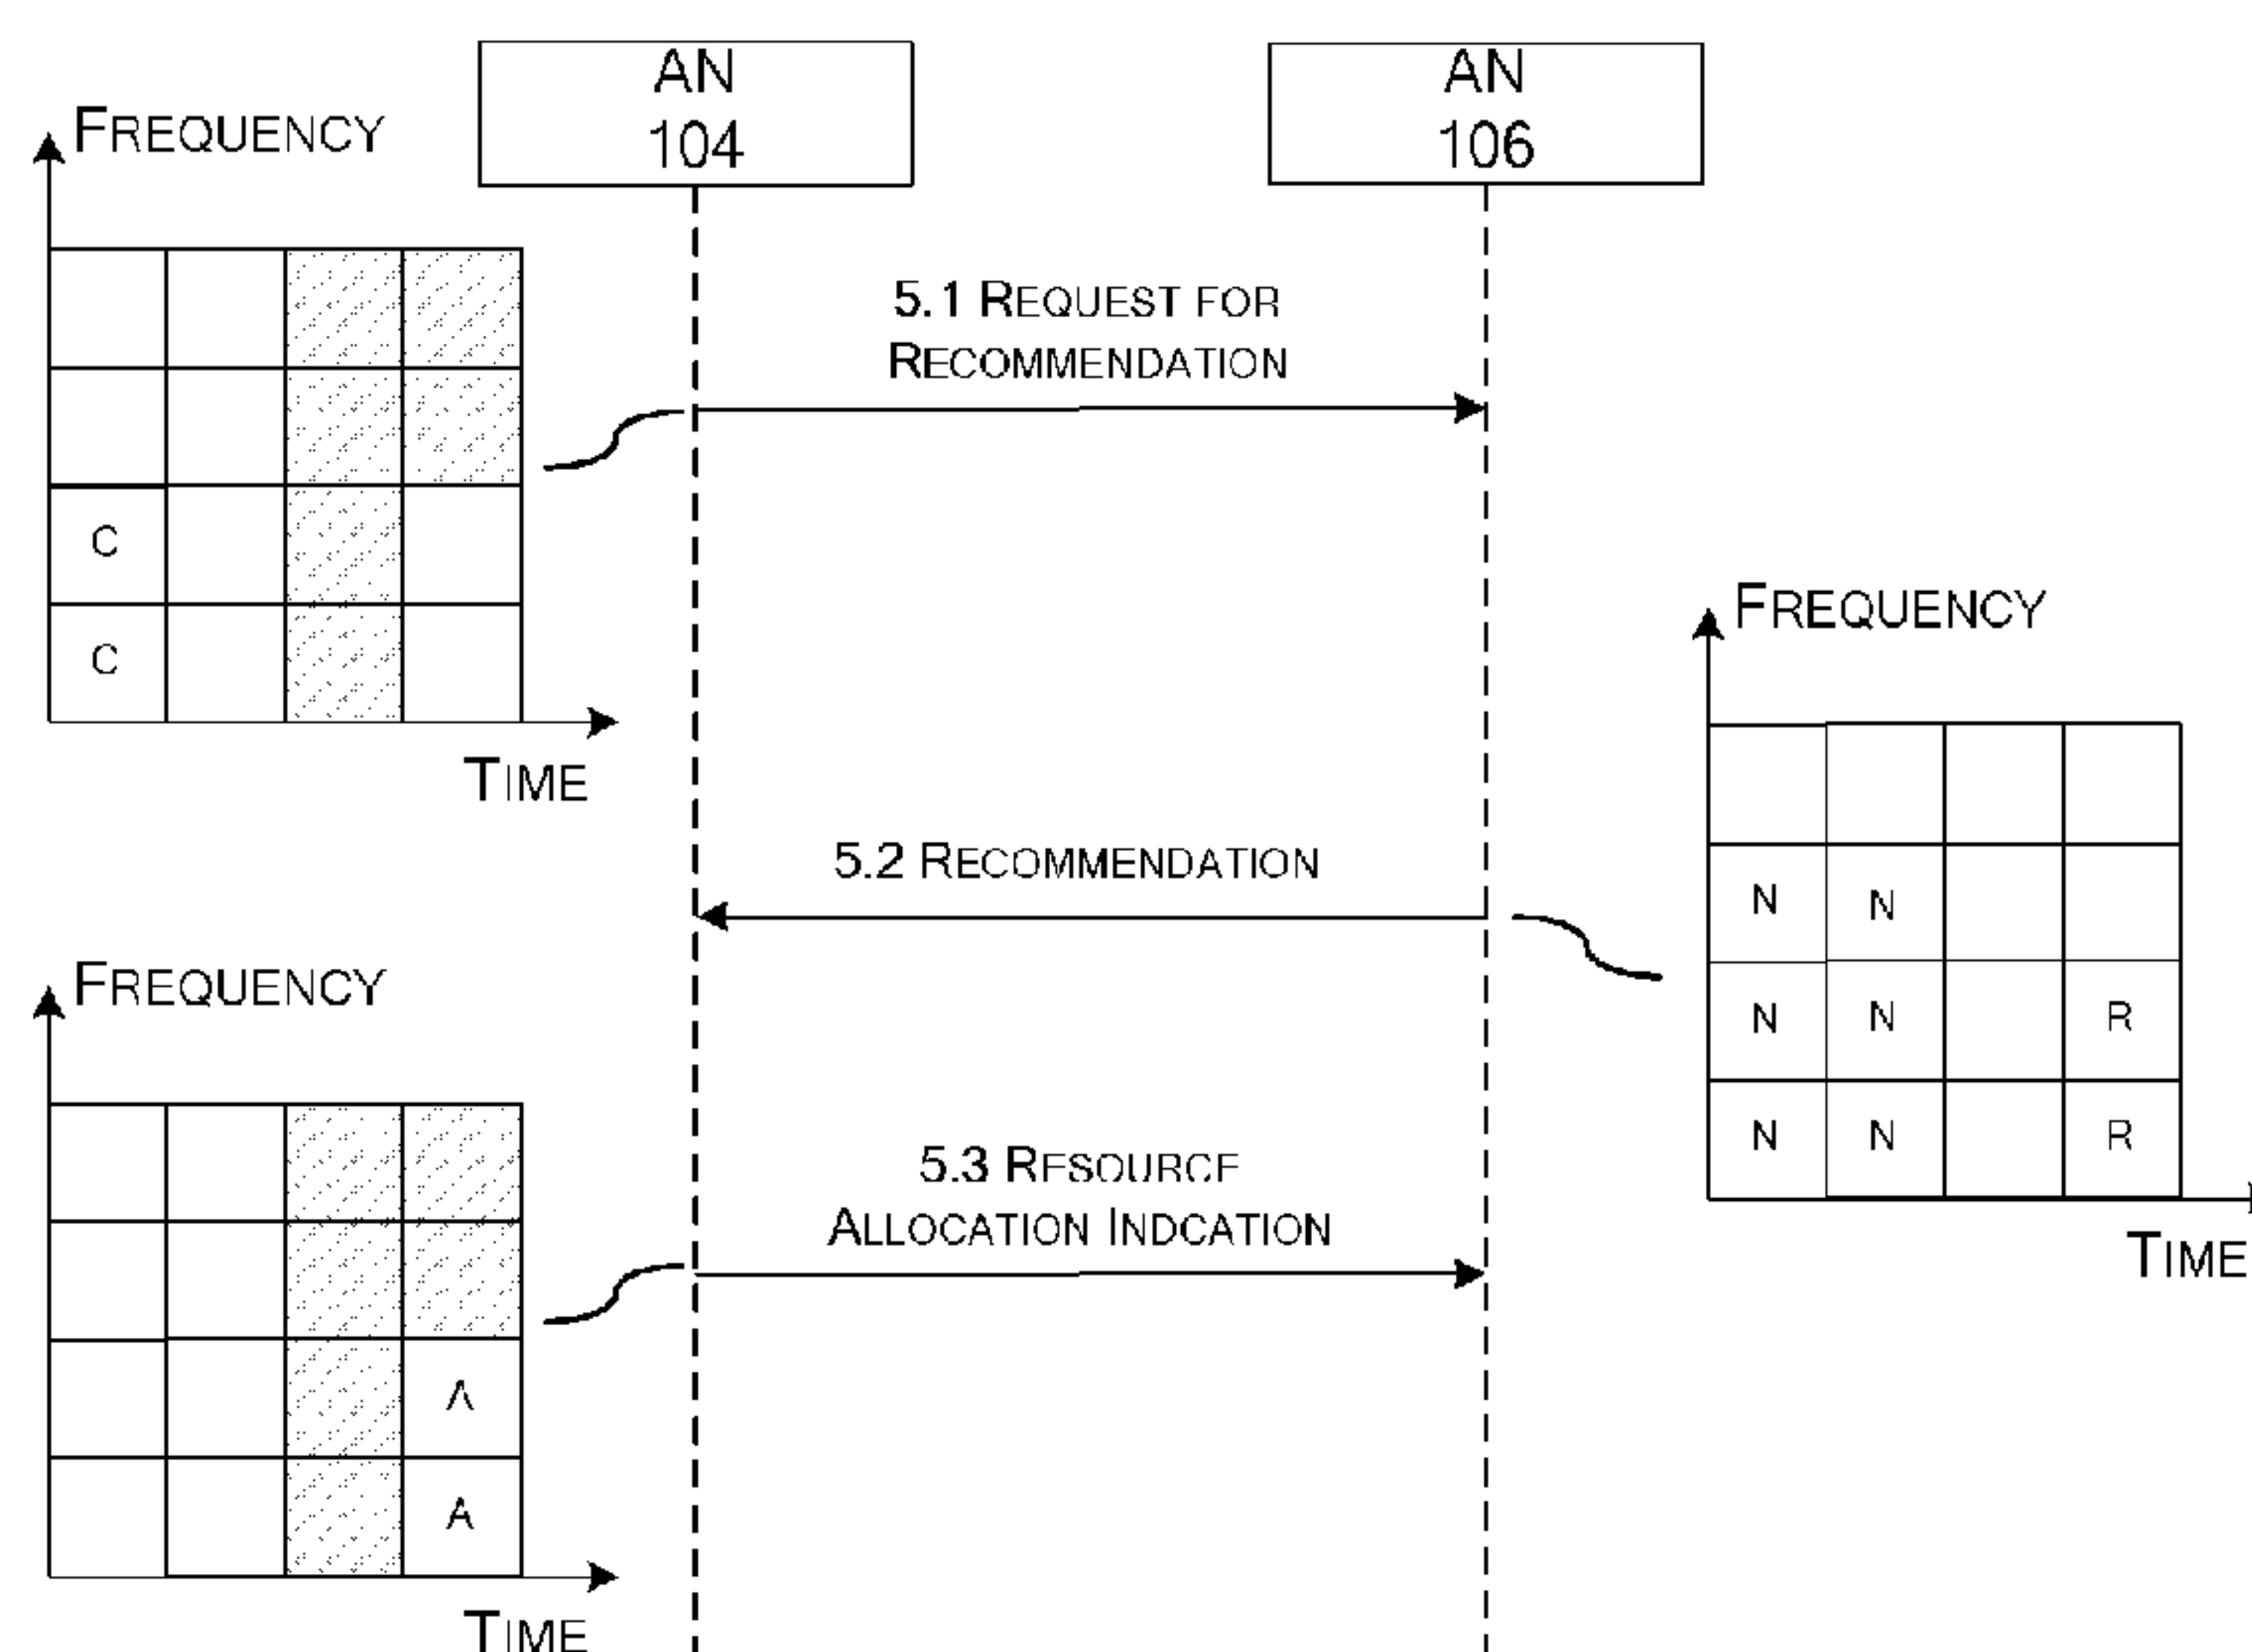 AN
104
AN
106
FREQUENCY
5.1 REQUEST FOR
RECOMMENDATION
C
C
TIME
FREQUENCY
5.2 RECOMMENDATION
N N
N N R
N N R
TIME
FREQUENCY
5.3 RESOURCE
ALLOCATION INDCATION
A
A
TIME